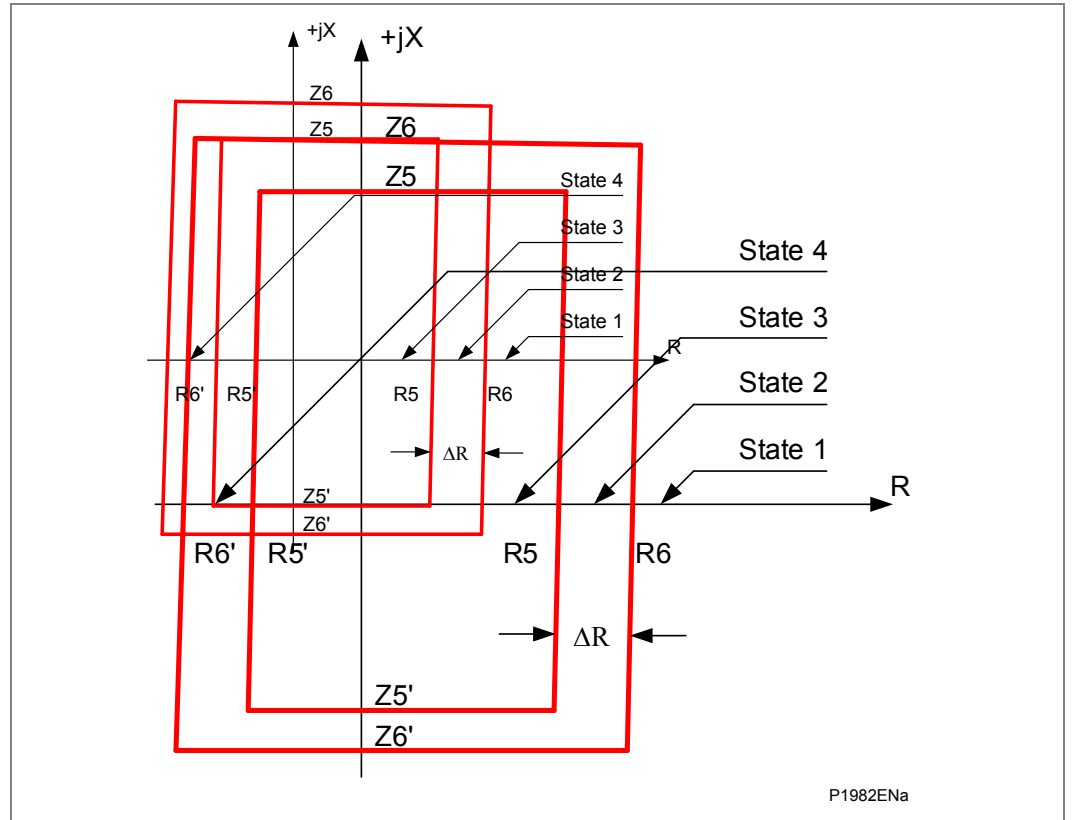 +jX
+jX
Z6
Z5
Z6
Z5
State 4
State 3
State 4
State 2
State 3
State 1
R
R6'
R5'
R5
R6
State 2
ΔR
State 1
R
Z5'
Z6'
R6'
R5'
R5
R6
ΔR
Z5'
Z6'
P1982ENa